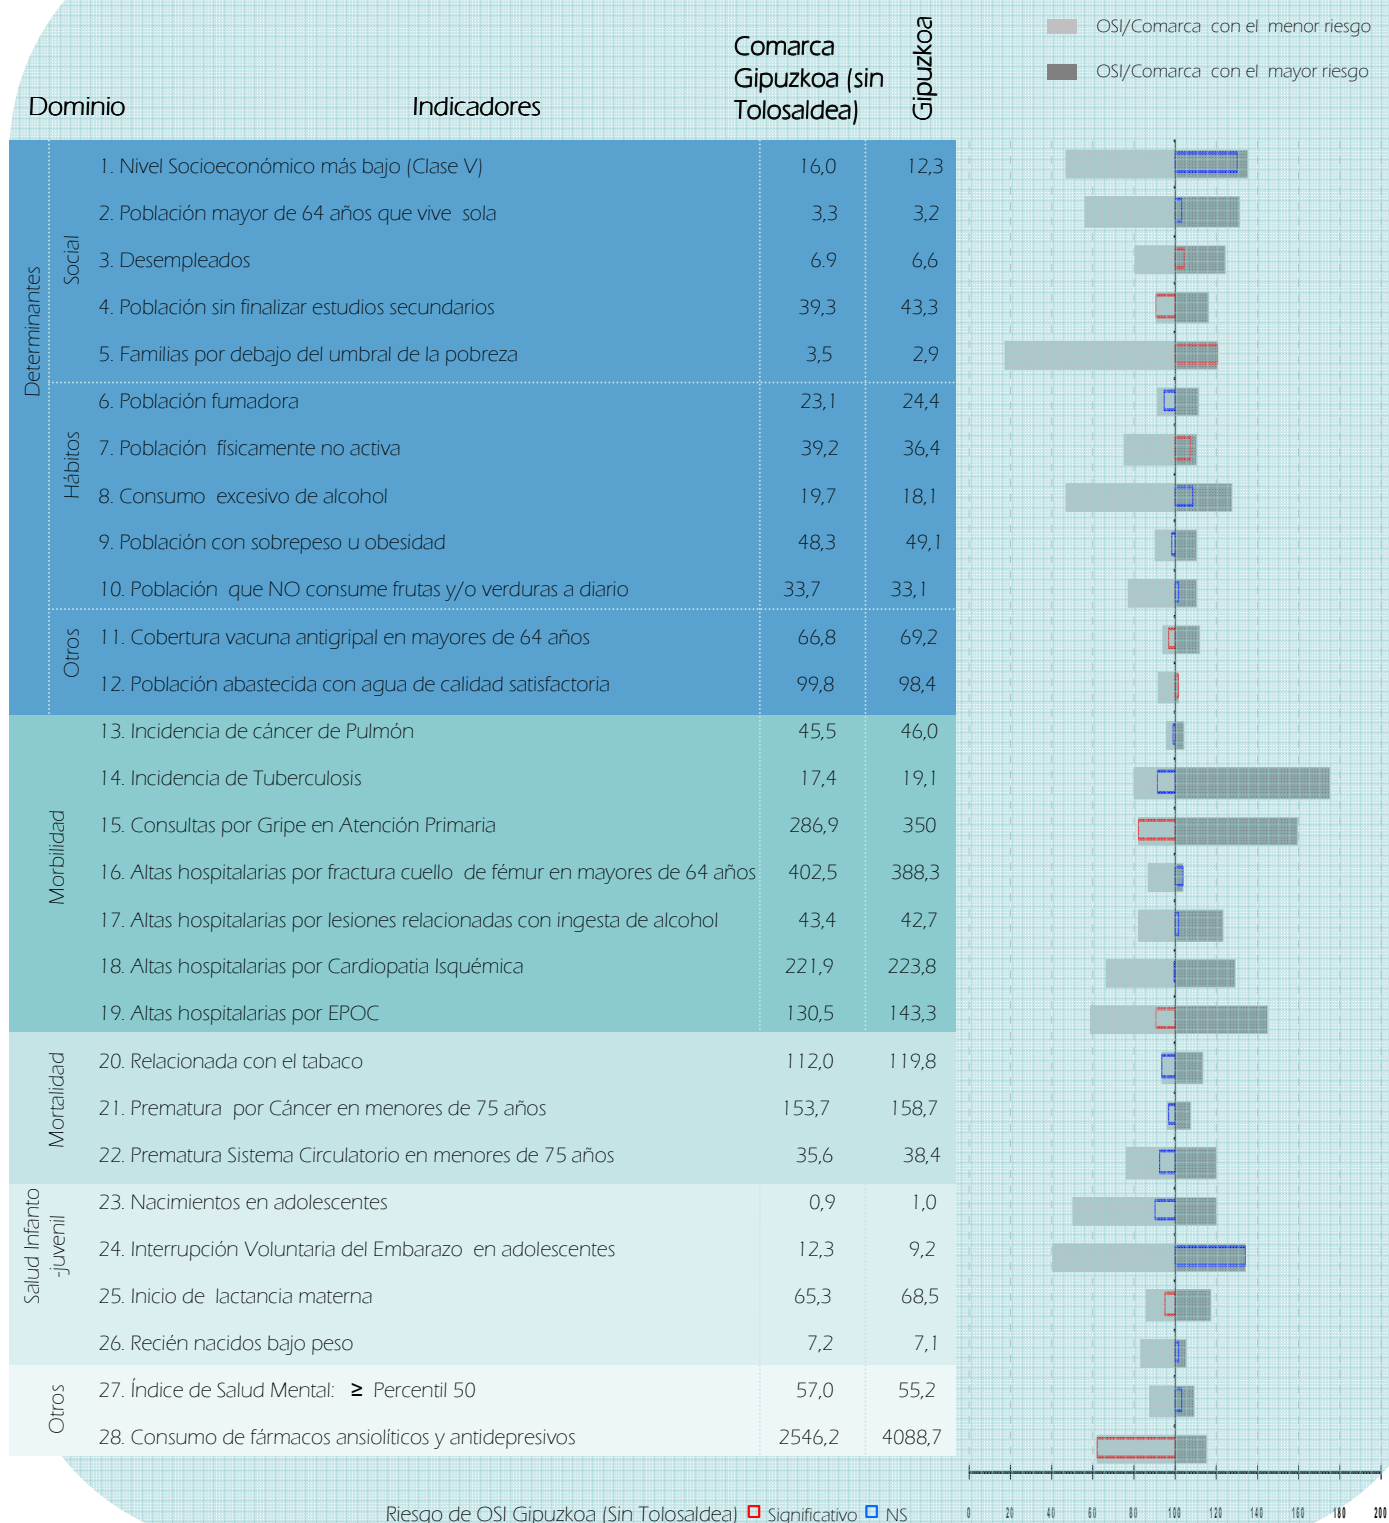 OSI/Comarca con el menor riesgo
OSI/Comarca con el mayor riesgo
Dominio
Indicadores
Comarca
Gipuzkoa (sin
Tolosaldea)
Gipuzkoa
Determinantes
Social
1. Nivel Socioeconómico más bajo (Clase V) 16,0 12,3
2. Población mayor de 64 años que vive sola 3,3 3,2
3. Desempleados 6.9 6,6
4. Población sin finalizar estudios secundarios 39,3 43,3
5. Familias por debajo del umbral de la pobreza 3,5 2,9
Hábitos
6. Población fumadora 23,1 24,4
7. Población físicamente no activa 39,2 36,4
8. Consumo excesivo de alcohol 19,7 18,1
9. Población con sobrepeso u obesidad 48,3 49,1
10. Población que NO consume frutas y/o verduras a diario 33,7 33,1
Otros
11. Cobertura vacuna antigripal en mayores de 64 años 66,8 69,2
12. Población abastecida con agua de calidad satisfactoria 99,8 98,4
Morbilidad
13. Incidencia de cáncer de Pulmón 45,5 46,0
14. Incidencia de Tuberculosis 17,4 19,1
15. Consultas por Gripe en Atención Primaria 286,9 350
16. Altas hospitalarias por fractura cuello de fémur en mayores de 64 años 402,5 388,3
17. Altas hospitalarias por lesiones relacionadas con ingesta de alcohol 43,4 42,7
18. Altas hospitalarias por Cardiopatia Isquémica 221,9 223,8
19. Altas hospitalarias por EPOC 130,5 143,3
Mortalidad
20. Relacionada con el tabaco 112,0 119,8
21. Prematura por Cáncer en menores de 75 años 153,7 158,7
22. Prematura Sistema Circulatorio en menores de 75 años 35,6 38,4
Salud Infanto
-juvenil
23. Nacimientos en adolescentes 0,9 1,0
24. Interrupción Voluntaria del Embarazo en adolescentes 12,3 9,2
25. Inicio de lactancia materna 65,3 68,5
26. Recién nacidos bajo peso 7,2 7,1
Otros
27. Índice de Salud Mental: ≥ Percentil 50 57,0 55,2
28. Consumo de fármacos ansiolíticos y antidepresivos 2546,2 4088,7
0 20 40 60 80 100 120 140 160 180 200
Riesgo de OSI Gipuzkoa (Sin Tolosaldea) Significativo NS